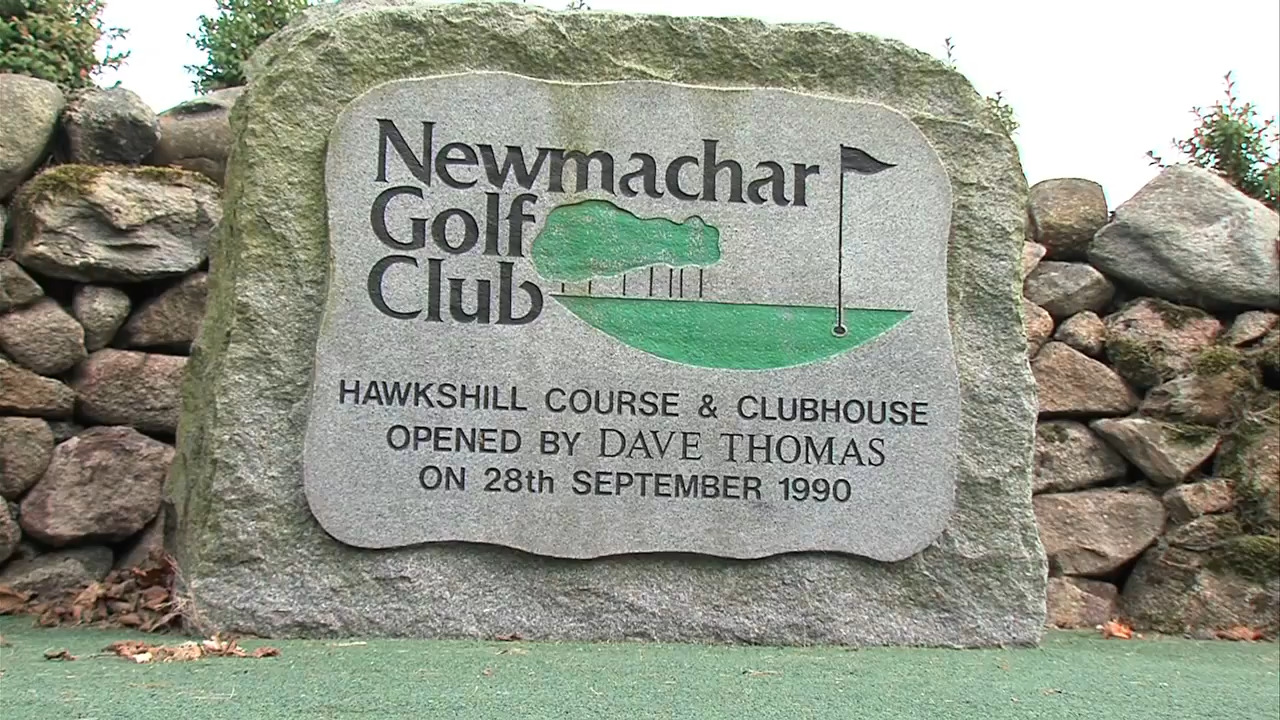 Newmachar
Golf
Club
HAWKSHILL COURSE & CLUBHOUSE
OPENED BY DAVE THOMAS
ON 28th SEPTEMBER 1990